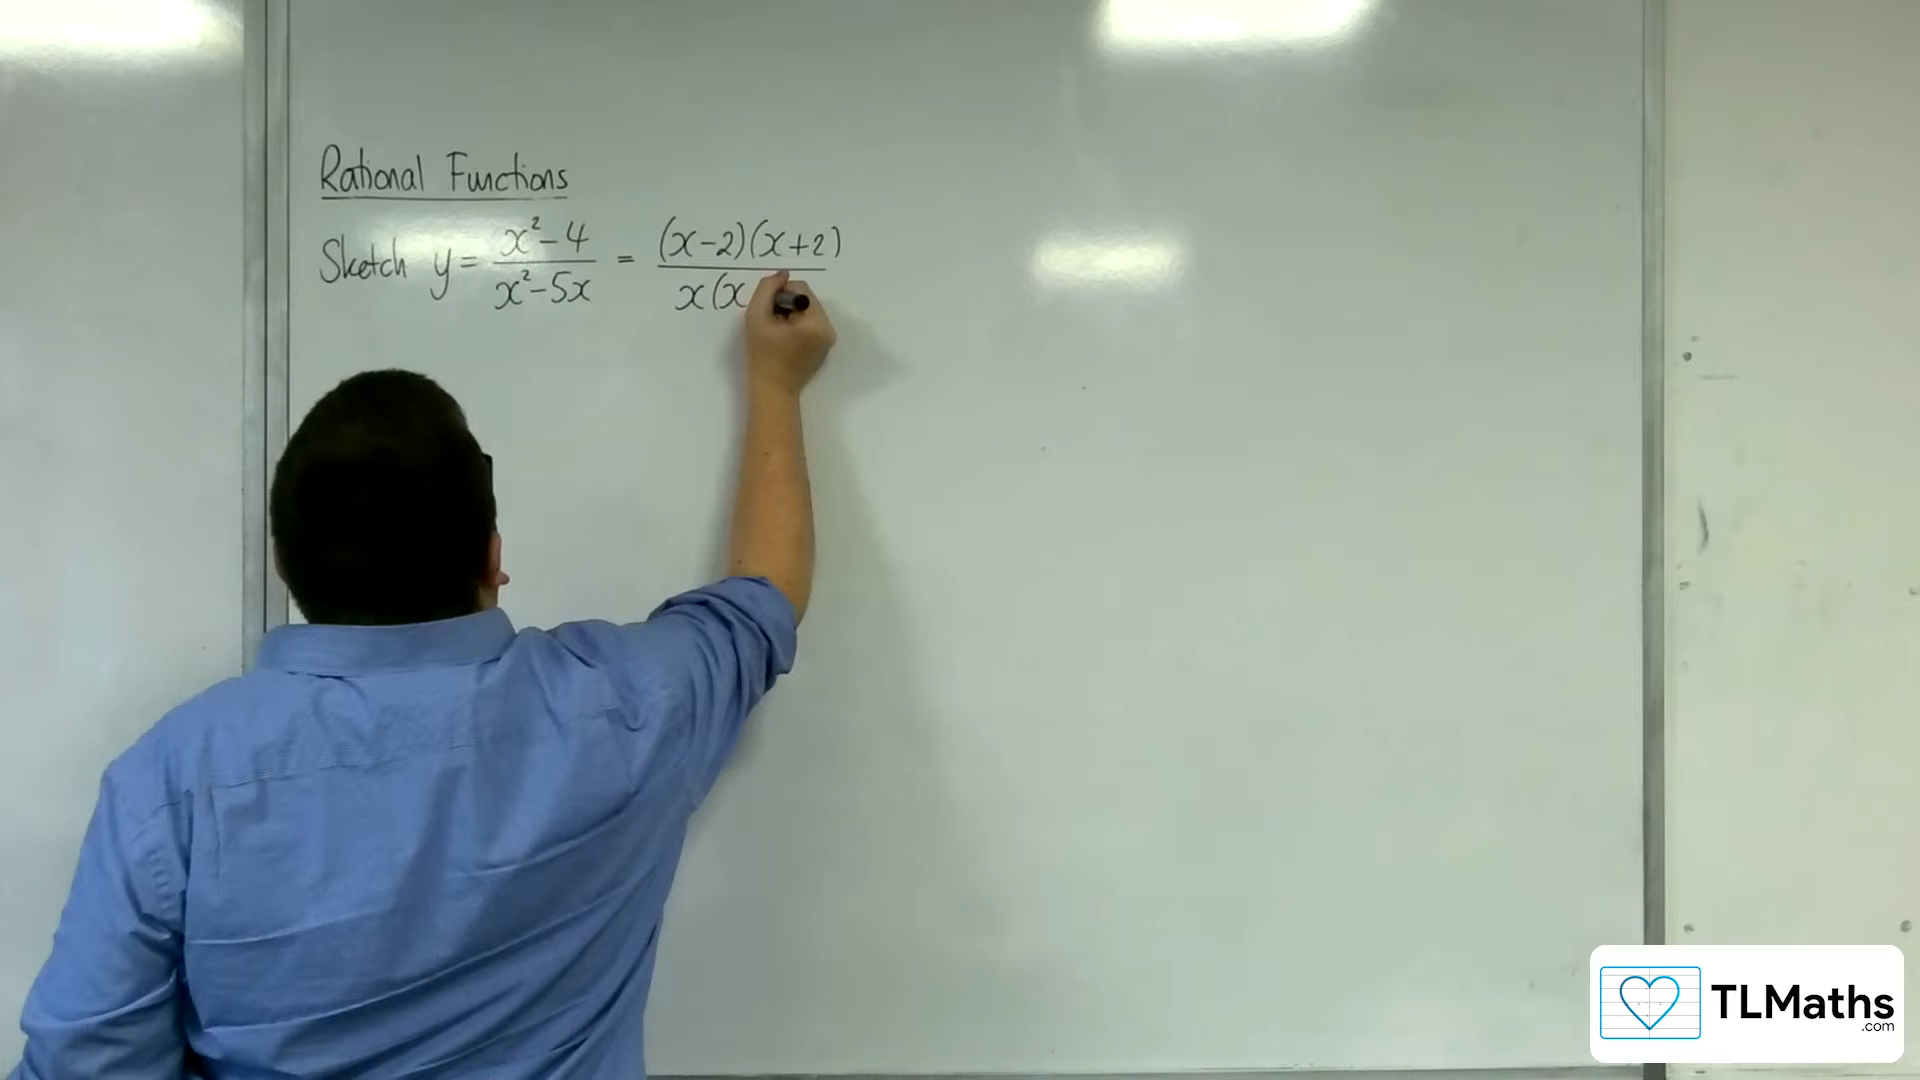 Rational Functions
Sketch y = x²-4 / x²-5x = (x-2)(x+2) / x(x
TLMaths
.com